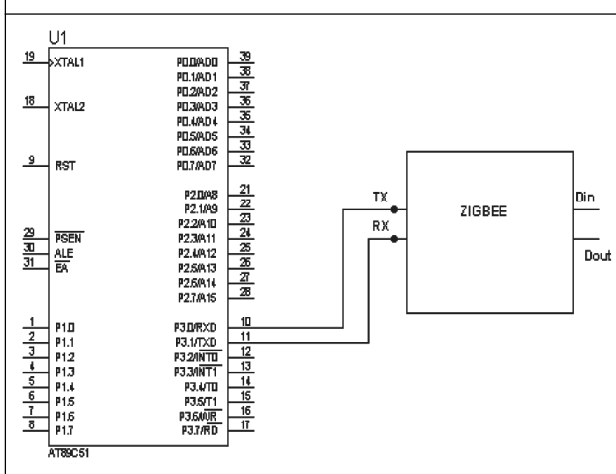 U1
19 XTAL1 P0.0/AD0 39
P0.1/AD1 38
P0.2/AD2 37
18 XTAL2 P0.3/AD3 36
P0.4/AD4 35
P0.5/AD5 34
P0.6/AD6 33
9 RST P0.7/AD7 32
P2.0/A8 21
P2.1/A9 22
P2.2/A10 23
29 PSEN P2.3/A11 24
30 ALE P2.4/A12 25
31 EA P2.5/A13 26
P2.6/A14 27
P2.7/A15 28
1 P1.0 P3.0/RXD 10
2 P1.1 P3.1/TXD 11
3 P1.2 P3.2/INT0 12
4 P1.3 P3.3/INT1 13
5 P1.4 P3.4/T0 14
6 P1.5 P3.5/T1 15
7 P1.6 P3.6/WR 16
8 P1.7 P3.7/RD 17
AT89C51
TX
RX
ZIGBEE
Din
Dout